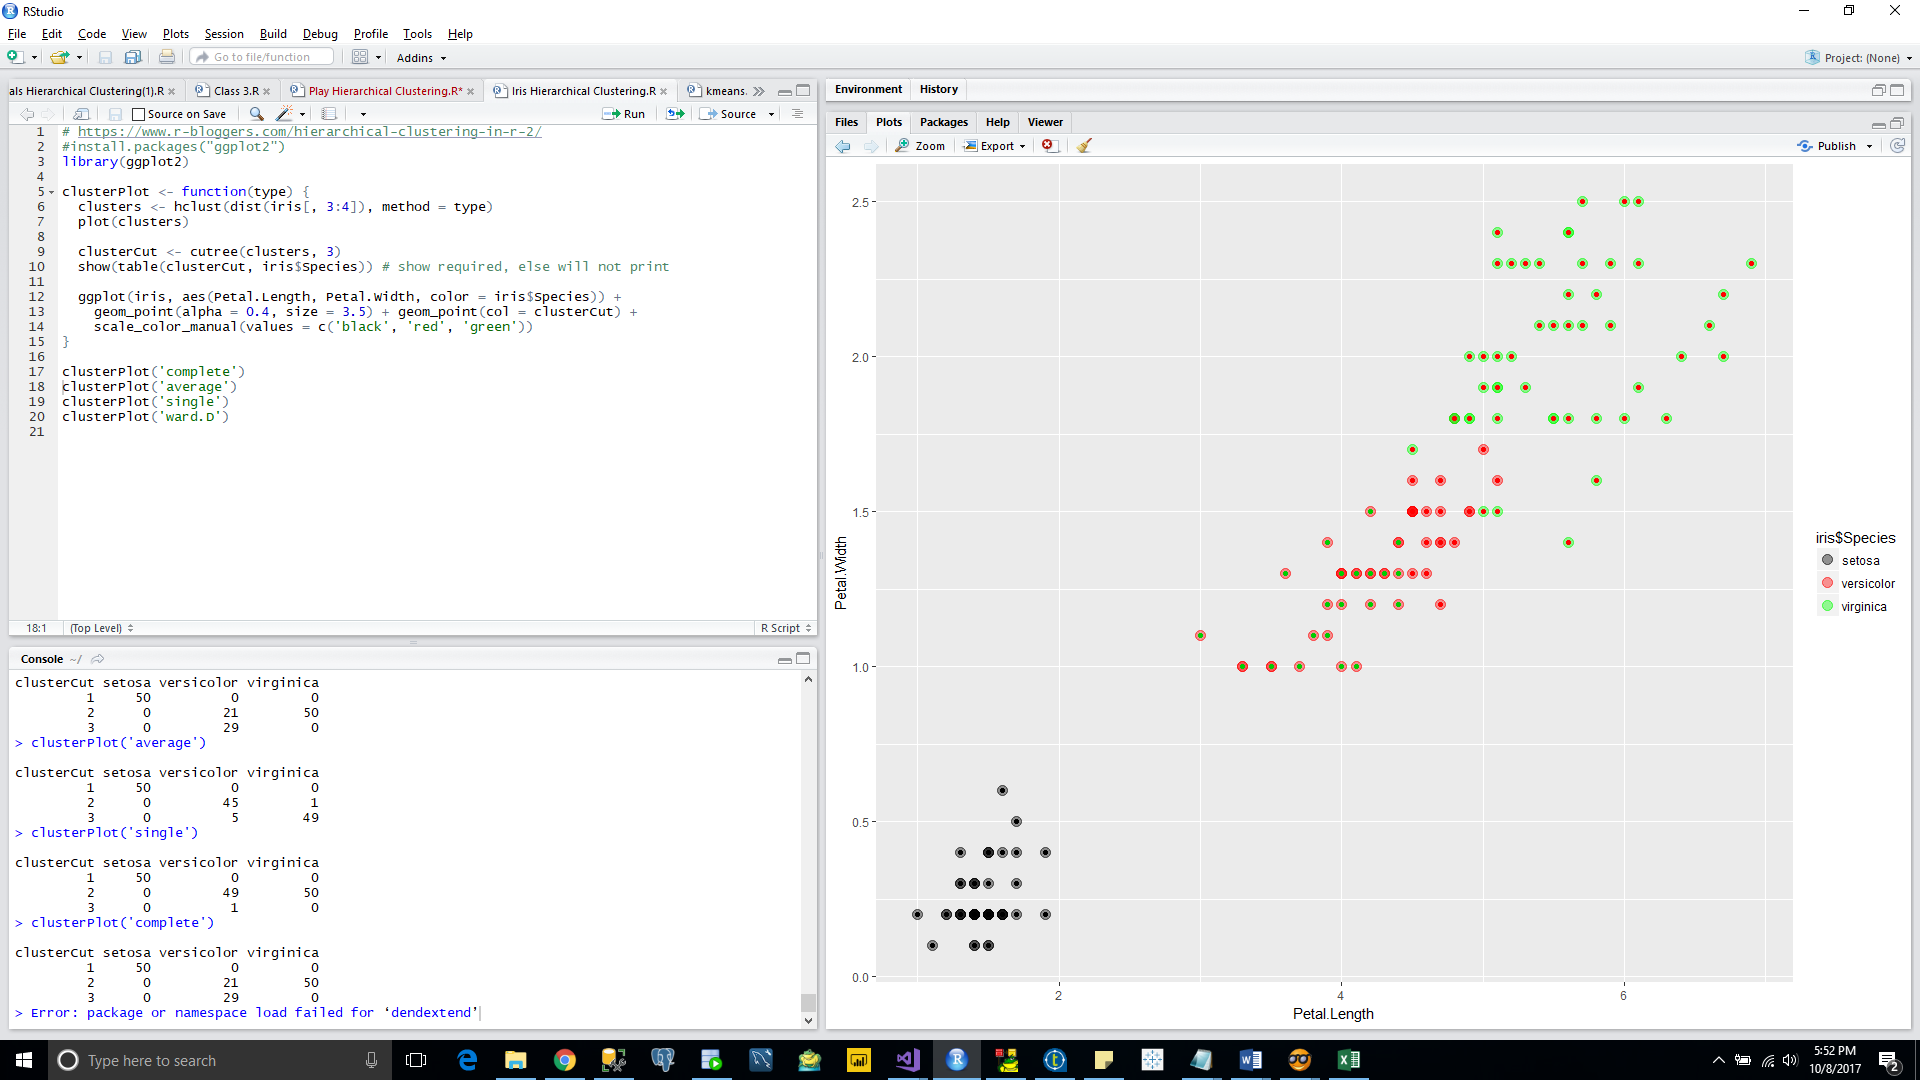 RStudio
File Edit Code View Plots Session Build Debug Profile Tools Help
Go to file/function Addins Project: (None)
als Hierarchical Clustering(1).R Class 3.R Play Hierarchical Clustering.R* Iris Hierarchical Clustering.R kmeans.
Source on Save Run Source
1 # https://www.r-bloggers.com/hierarchical-clustering-in-r-2/
2 #install.packages("ggplot2")
3 library(ggplot2)
4
5 clusterPlot <- function(type) {
6 clusters <- hclust(dist(iris[, 3:4]), method = type)
7 plot(clusters)
8
9 clusterCut <- cutree(clusters, 3)
10 show(table(clusterCut, iris$Species)) # show required, else will not print
11
12 ggplot(iris, aes(Petal.Length, Petal.Width, color = iris$Species)) +
13 geom_point(alpha = 0.4, size = 3.5) + geom_point(col = clusterCut) +
14 scale_color_manual(values = c('black', 'red', 'green'))
15 }
16
17 clusterPlot('complete')
18 clusterPlot('average')
19 clusterPlot('single')
20 clusterPlot('ward.D')
21
18:1 (Top Level) R Script
Console ~/
clusterCut setosa versicolor virginica
1 50 0 0
2 0 21 50
3 0 29 0
> clusterPlot('average')
clusterCut setosa versicolor virginica
1 50 0 0
2 0 45 1
3 0 5 49
> clusterPlot('single')
clusterCut setosa versicolor virginica
1 50 0 0
2 0 49 50
3 0 1 0
> clusterPlot('complete')
clusterCut setosa versicolor virginica
1 50 0 0
2 0 21 50
3 0 29 0
> Error: package or namespace load failed for ‘dendextend’
Environment History
Files Plots Packages Help Viewer
Zoom Export Publish
2.5
2.0
1.5
1.0
0.5
0.0
Petal.Width
2 4 6
Petal.Length
iris$Species
setosa
versicolor
virginica
Type here to search
5:52 PM
10/8/2017
2